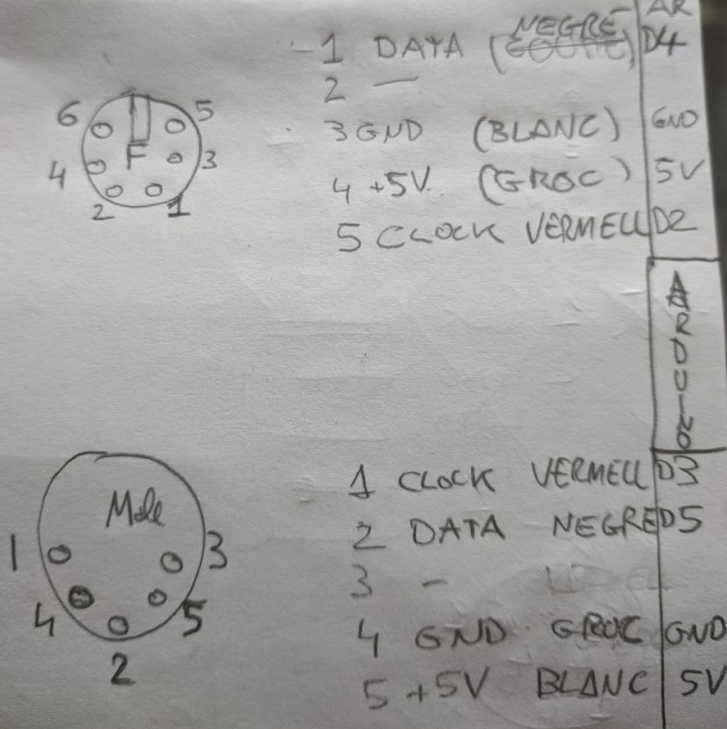 AR
1 DATA (NEGRE) D4
2 -
3 GND (BLANC) GND
4 +5V. (GROC) 5V
5 CLOCK VERMELL D2
6 5
4 F 3
2 1
ARDUINO
1 CLOCK VERMELL D3
2 DATA NEGRE D5
3 -
4 GND GROC GND
5 +5V BLANC 5V
Male
1 3
4 5
2